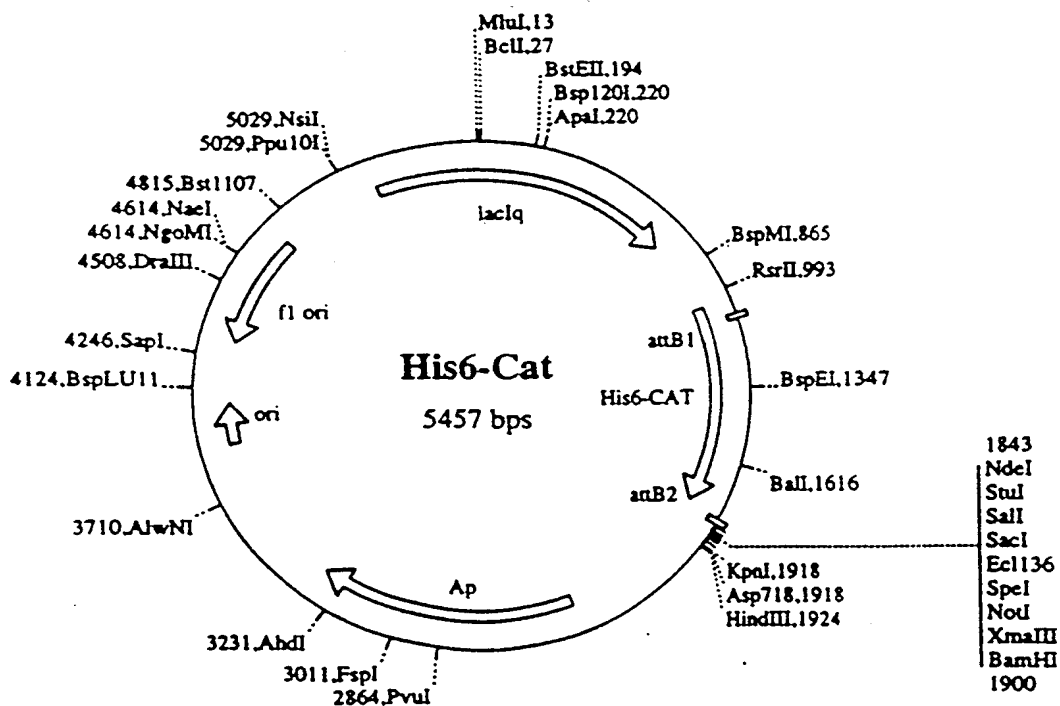 MluI,13
BclI,27
BstEII,194
Bsp120I,220
ApaI,220
5029,NsiI
5029,Ppu10I
4815,Bst1107
4614,NaeI
4614,NgoMI
4508,DraIII
lacIq
BspMI,865
RsrII,993
f1 ori
attB1
4246,SapI
4124,BspLU11
His6-Cat
5457 bps
His6-CAT
BspEI,1347
ori
attB2
BalI,1616
1843
NdeI
StuI
SalI
SacI
Ecl136
SpeI
NotI
XmaIII
BamHI
1900
3710,AlwNI
KpnI,1918
Asp718,1918
HindIII,1924
Ap
3231,AhdI
3011,FspI
2864,PvuI